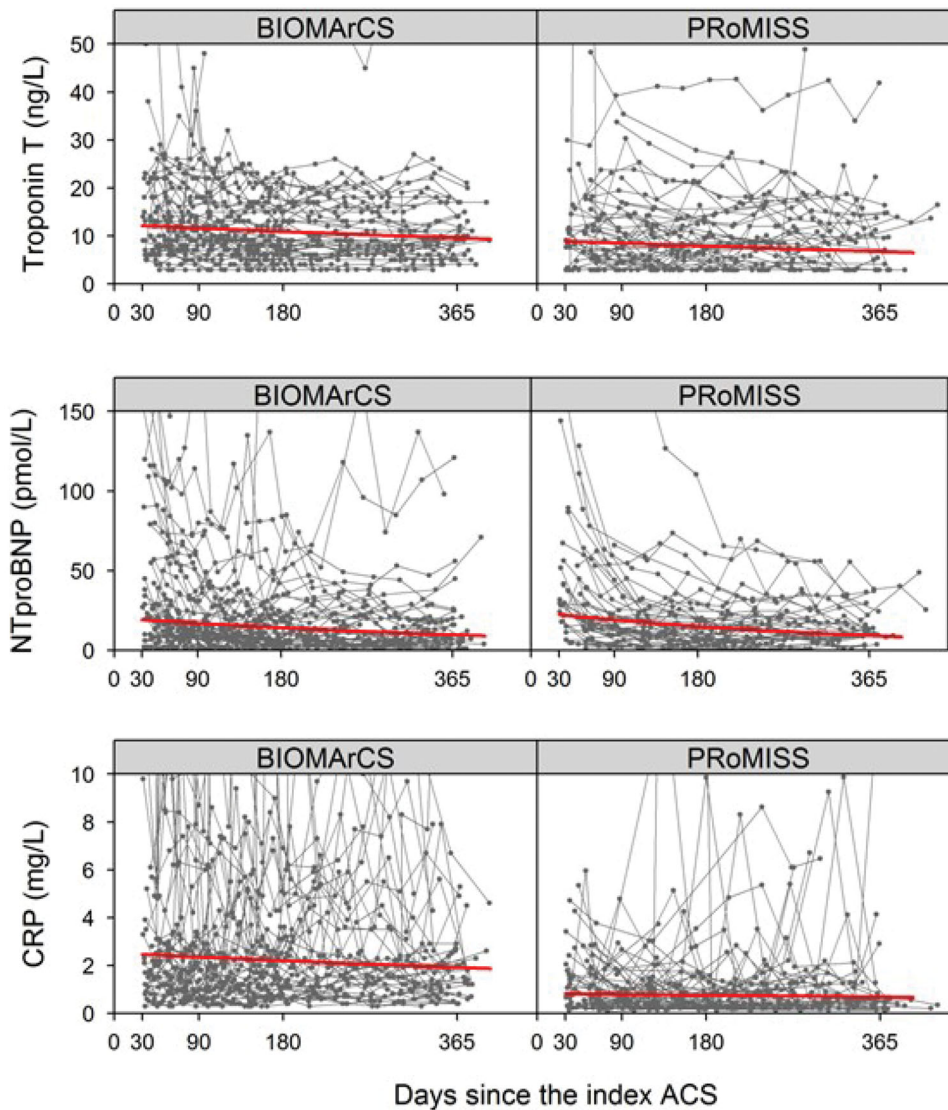 BIOMArCS PRoMISS
Troponin T (ng/L)
50
40
30
20
10
0
0 30 90 180 365 0 30 90 180 365
BIOMArCS PRoMISS
NTproBNP (pmol/L)
150
100
50
0
0 30 90 180 365 0 30 90 180 365
BIOMArCS PRoMISS
CRP (mg/L)
10
8
6
4
2
0
0 30 90 180 365 0 30 90 180 365
Days since the index ACS